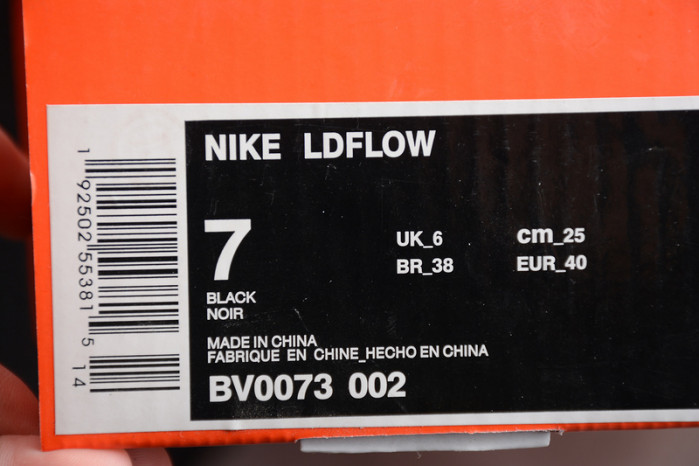 NIKE LDFLOW
7
UK_6 cm_25
BR_38 EUR_40
BLACK
NOIR
MADE IN CHINA
FABRIQUE EN CHINE_HECHO EN CHINA
BV0073 002
1 92502 55381 5 14